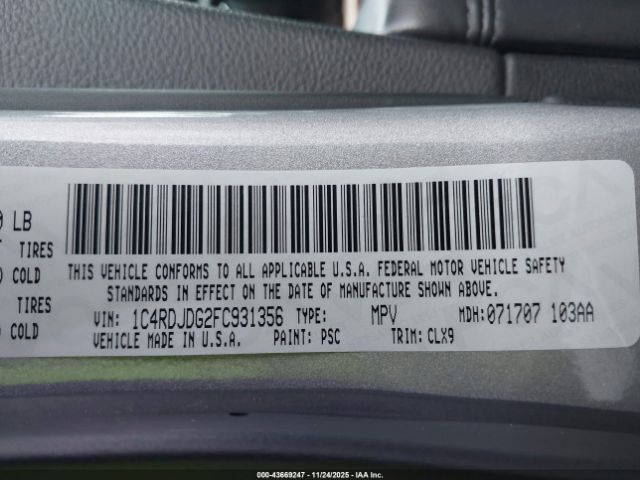 LB
TIRES
COLD
TIRES
COLD
THIS VEHICLE CONFORMS TO ALL APPLICABLE U.S.A. FEDERAL MOTOR VEHICLE SAFETY
STANDARDS IN EFFECT ON THE DATE OF MANUFACTURE SHOWN ABOVE.
VIN: 1C4RDJDG2FC931356 TYPE: MPV MDH: 071707 103AA
VEHICLE MADE IN U.S.A. PAINT: PSC TRIM: CLX9
000-43669247 - 11/24/2025 - IAA Inc.